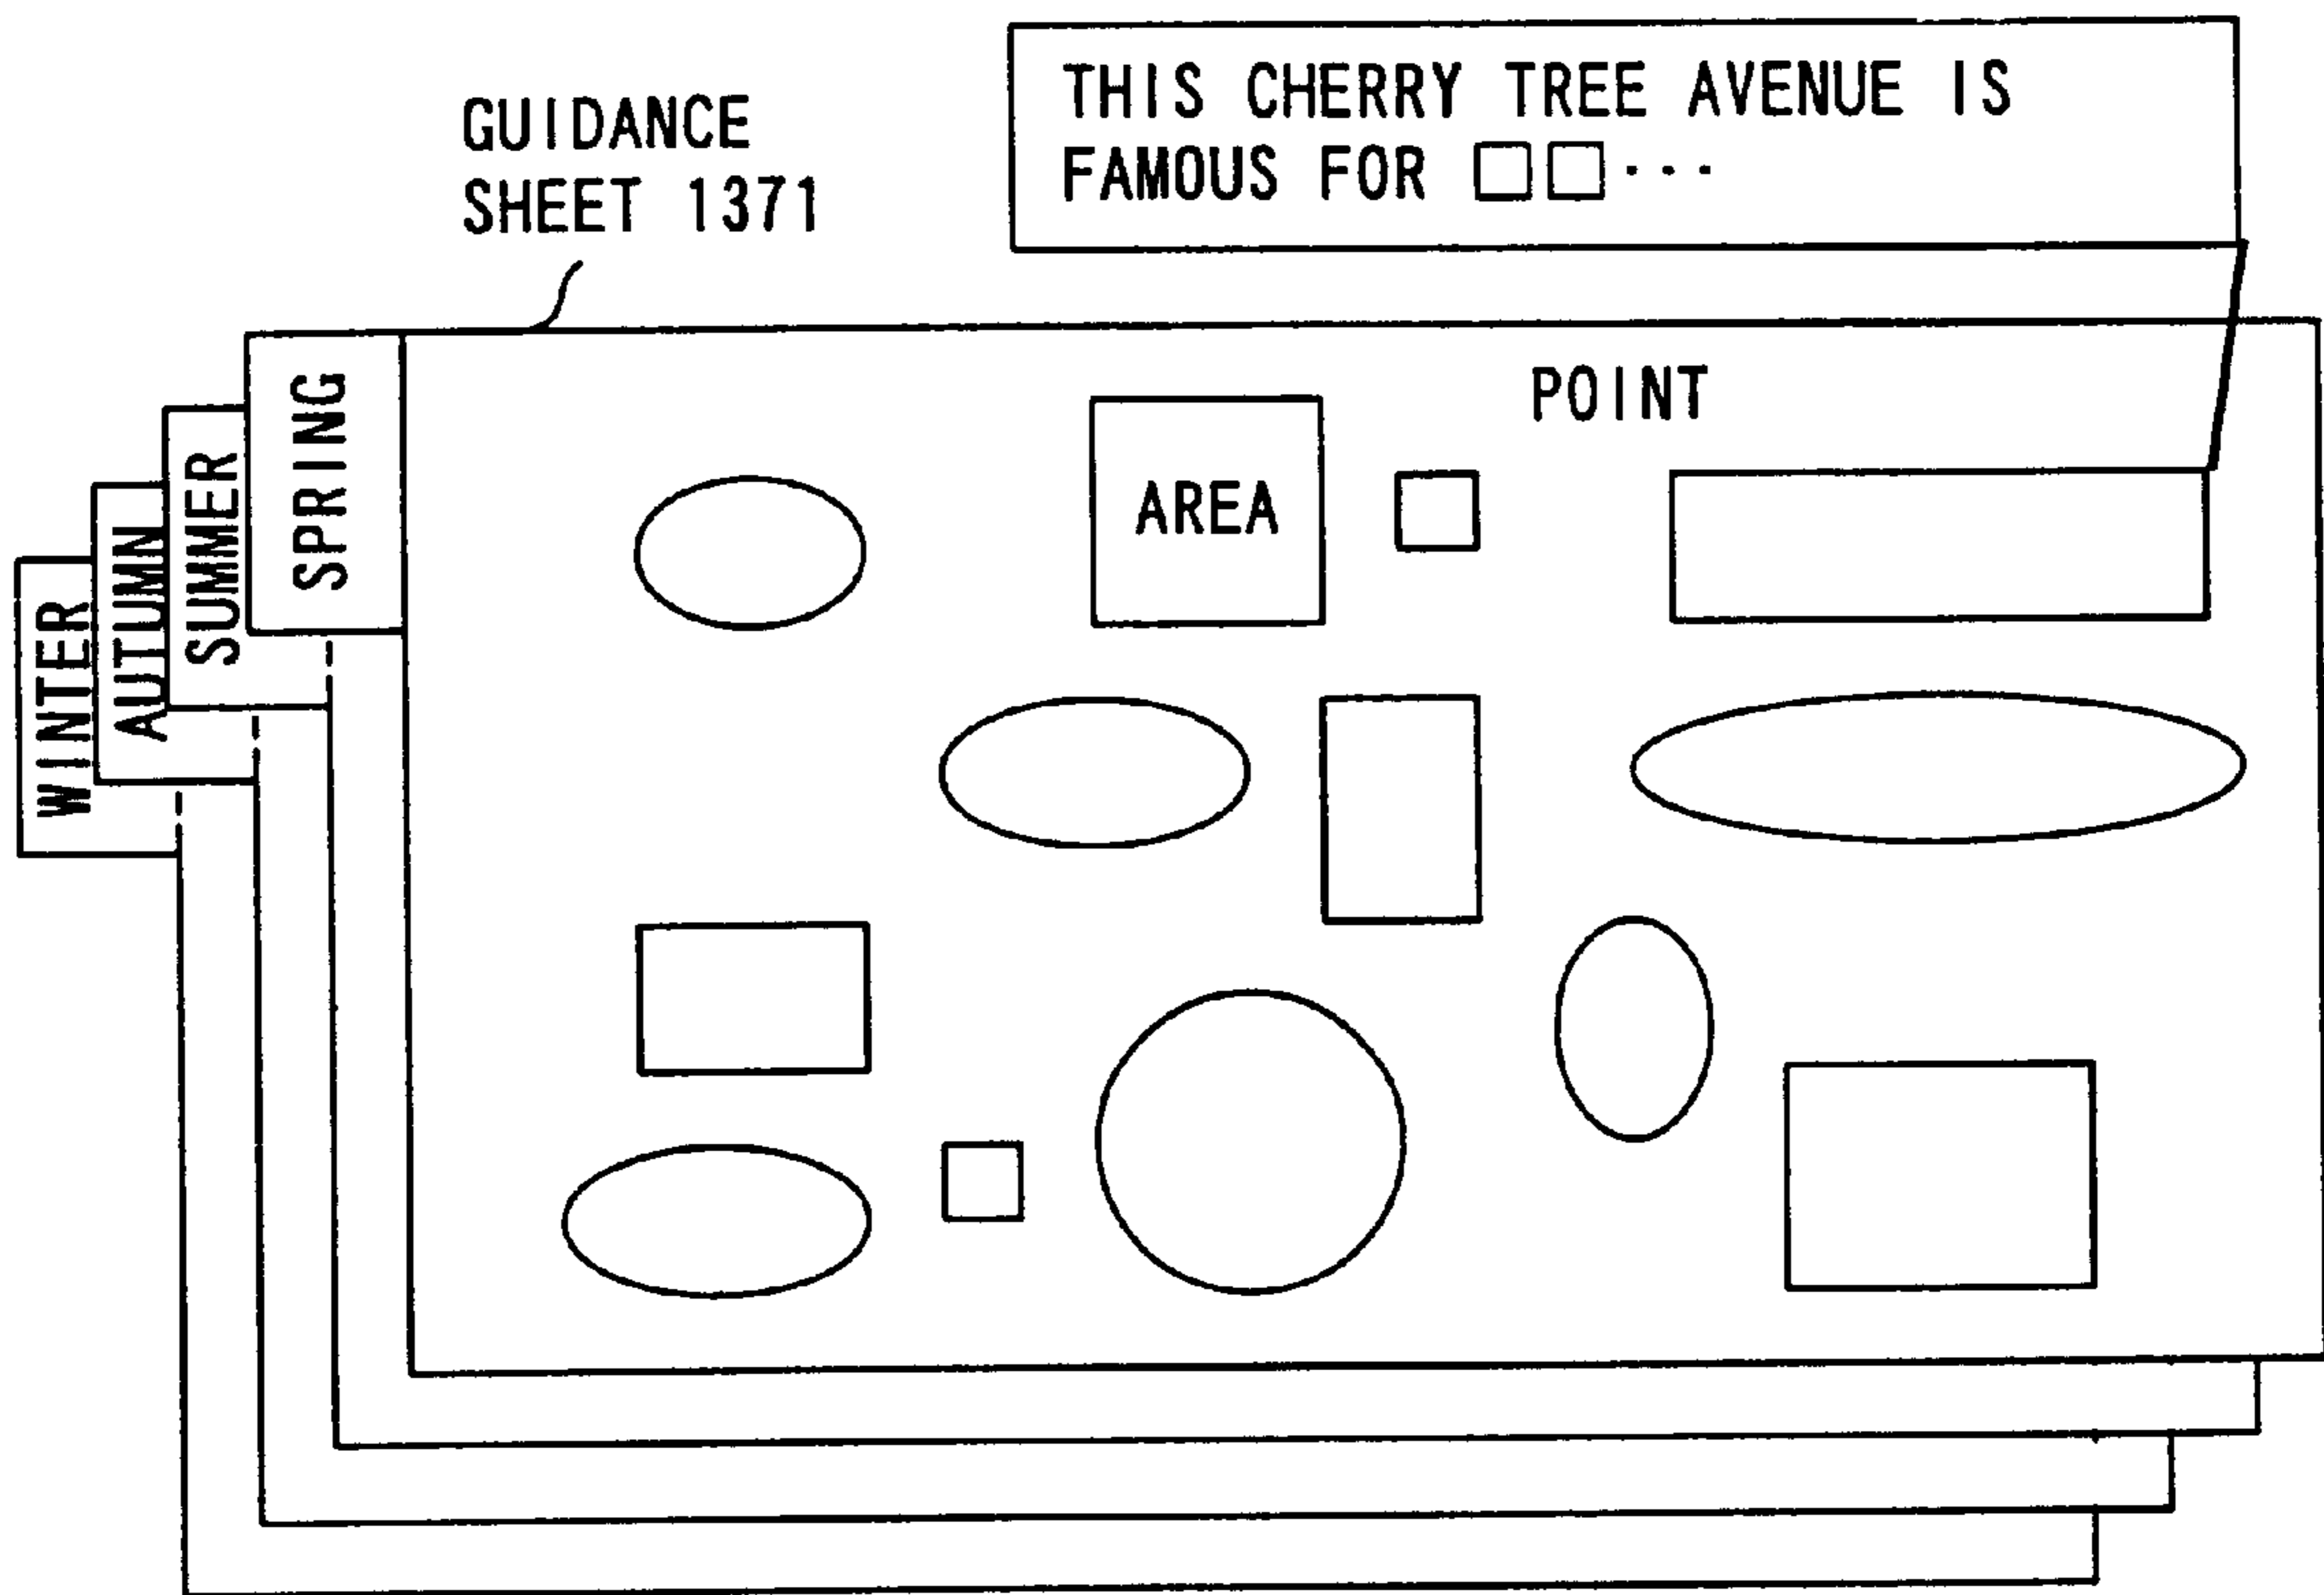 THIS CHERRY TREE AVENUE IS
FAMOUS FOR □□···
GUIDANCE
SHEET 1371
POINT
SPRING
AREA
SUMMER
AUTUMN
WINTER